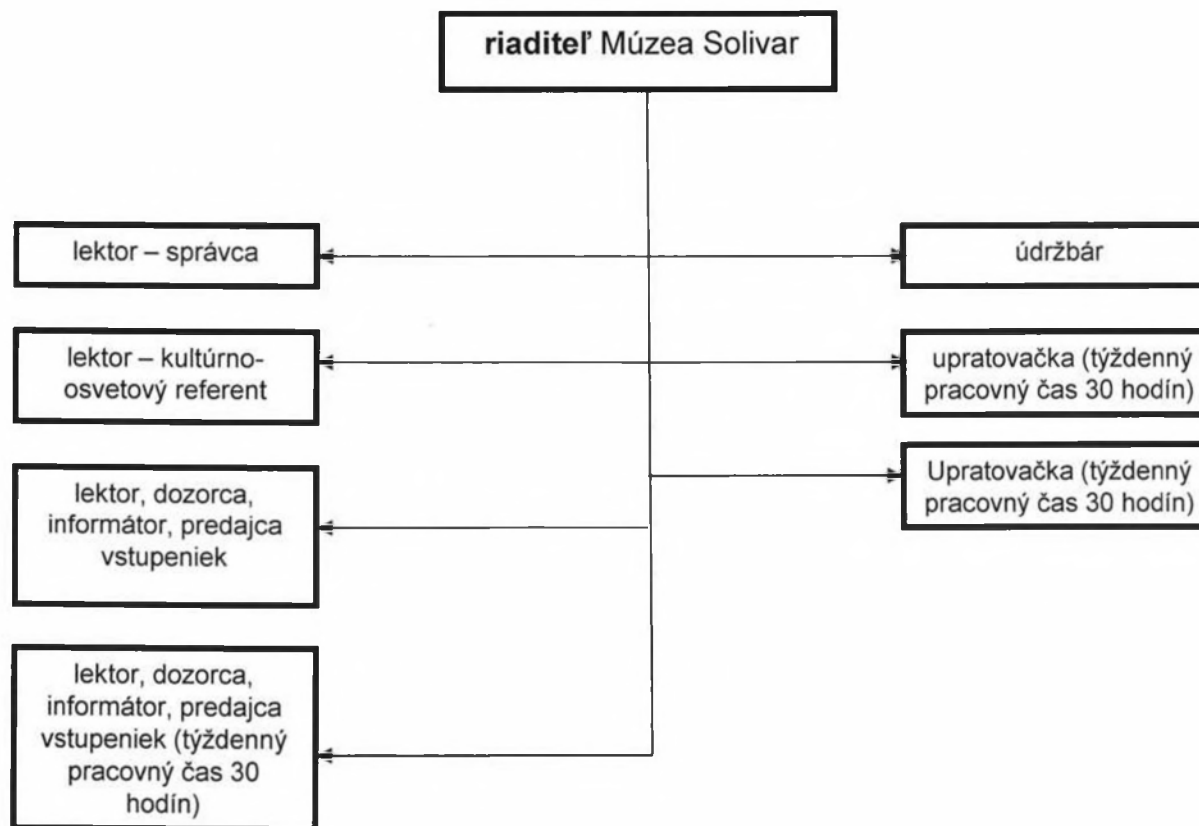 riaditeľ Múzea Solivar
lektor – správca
lektor – kultúrno-
osvetový referent
lektor, dozorca,
informátor, predajca
vstupeniek
lektor, dozorca,
informátor, predajca
vstupeniek (týždenný
pracovný čas 30
hodín)
údržbár
upratovačka (týždenný
pracovný čas 30 hodín)
Upratovačka (týždenný
pracovný čas 30 hodín)